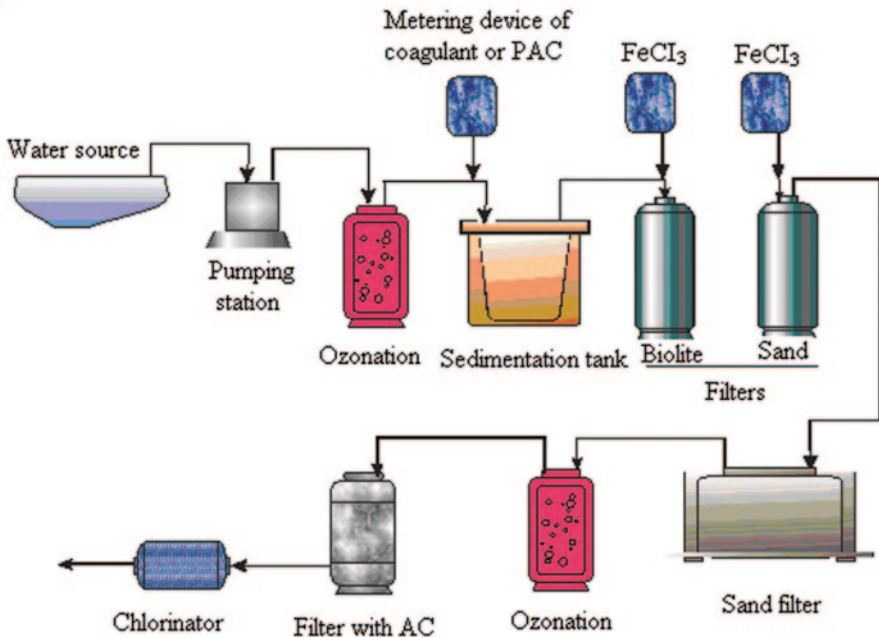 Metering device of
coagulant or PAC
FeCI3
FeCI3
Water source
Pumping
station
Ozonation
Sedimentation tank
Biolite
Sand
Filters
Chlorinator
Filter with AC
Ozonation
Sand filter